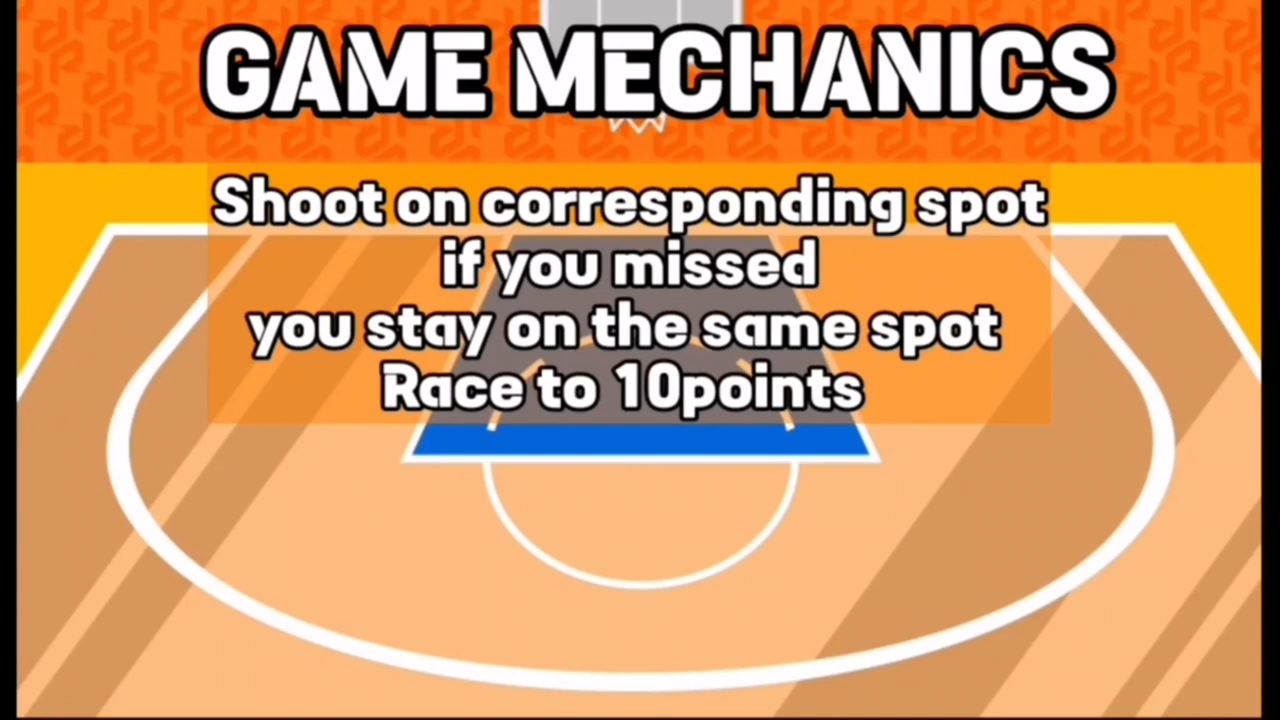 GAME MECHANICS
Shoot on corresponding spot
if you missed
you stay on the same spot
Race to 10points